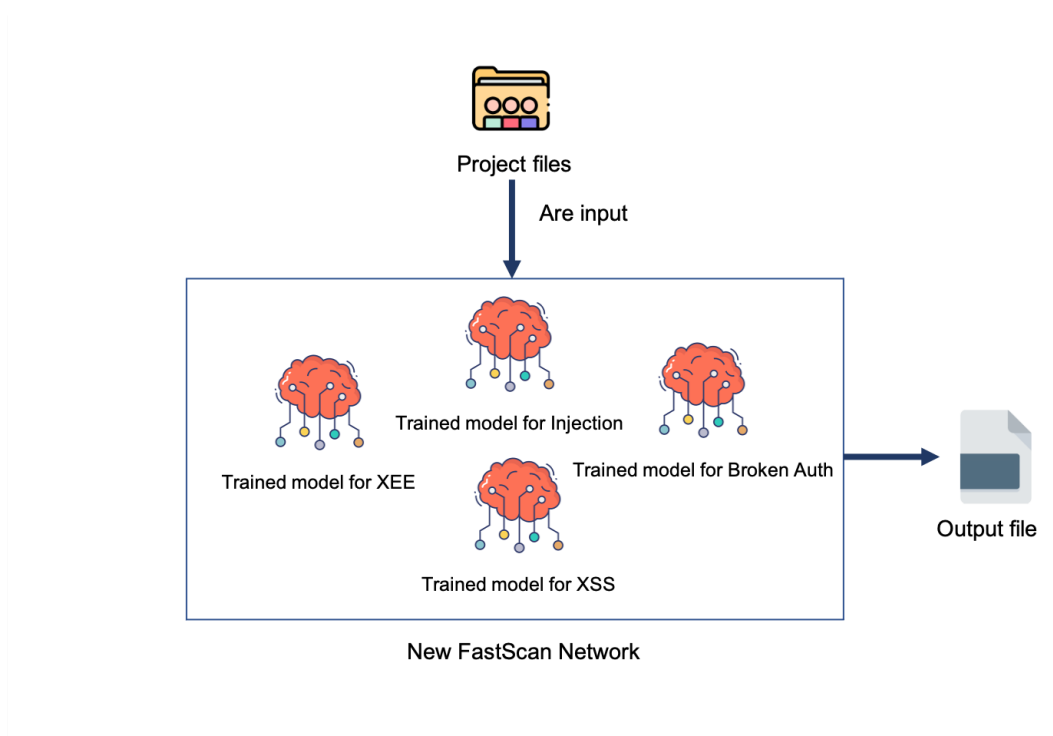 Project files
Are input
Trained model for Injection
Trained model for Broken Auth
Trained model for XEE
Trained model for XSS
Output file
New FastScan Network